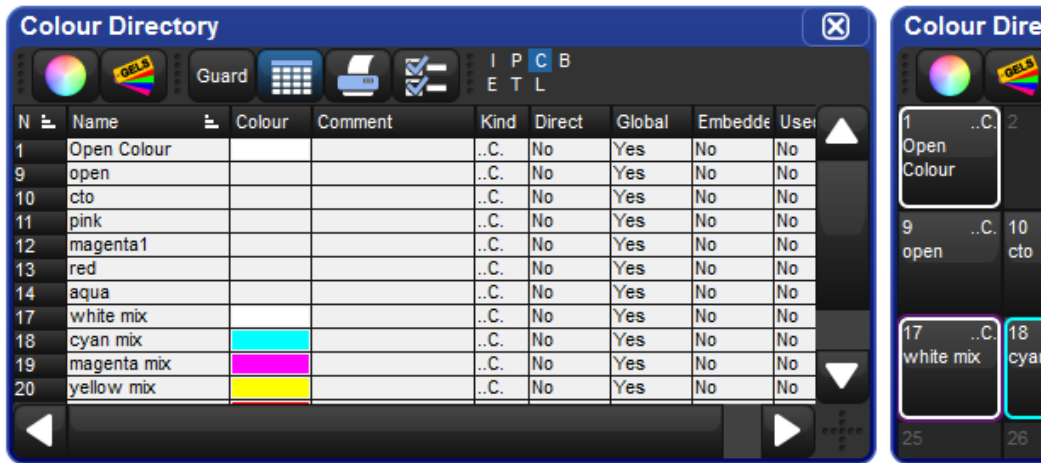 Colour Directory
GELS
Guard
I P C B
E T L
N Name Colour Comment Kind Direct Global Embedde Used
1 Open Colour ..C. No Yes No No
9 open ..C. No Yes No No
10 cto ..C. No Yes No No
11 pink ..C. No Yes No No
12 magenta1 ..C. No Yes No No
13 red ..C. No Yes No No
14 aqua ..C. No Yes No No
17 white mix ..C. No Yes No No
18 cyan mix ..C. No Yes No No
19 magenta mix ..C. No Yes No No
20 yellow mix ..C. No Yes No No
Colour Dire
GELS
1 ..C. 2
Open
Colour
9 ..C. 10
open cto
17 ..C. 18
white mix cyan
25 26